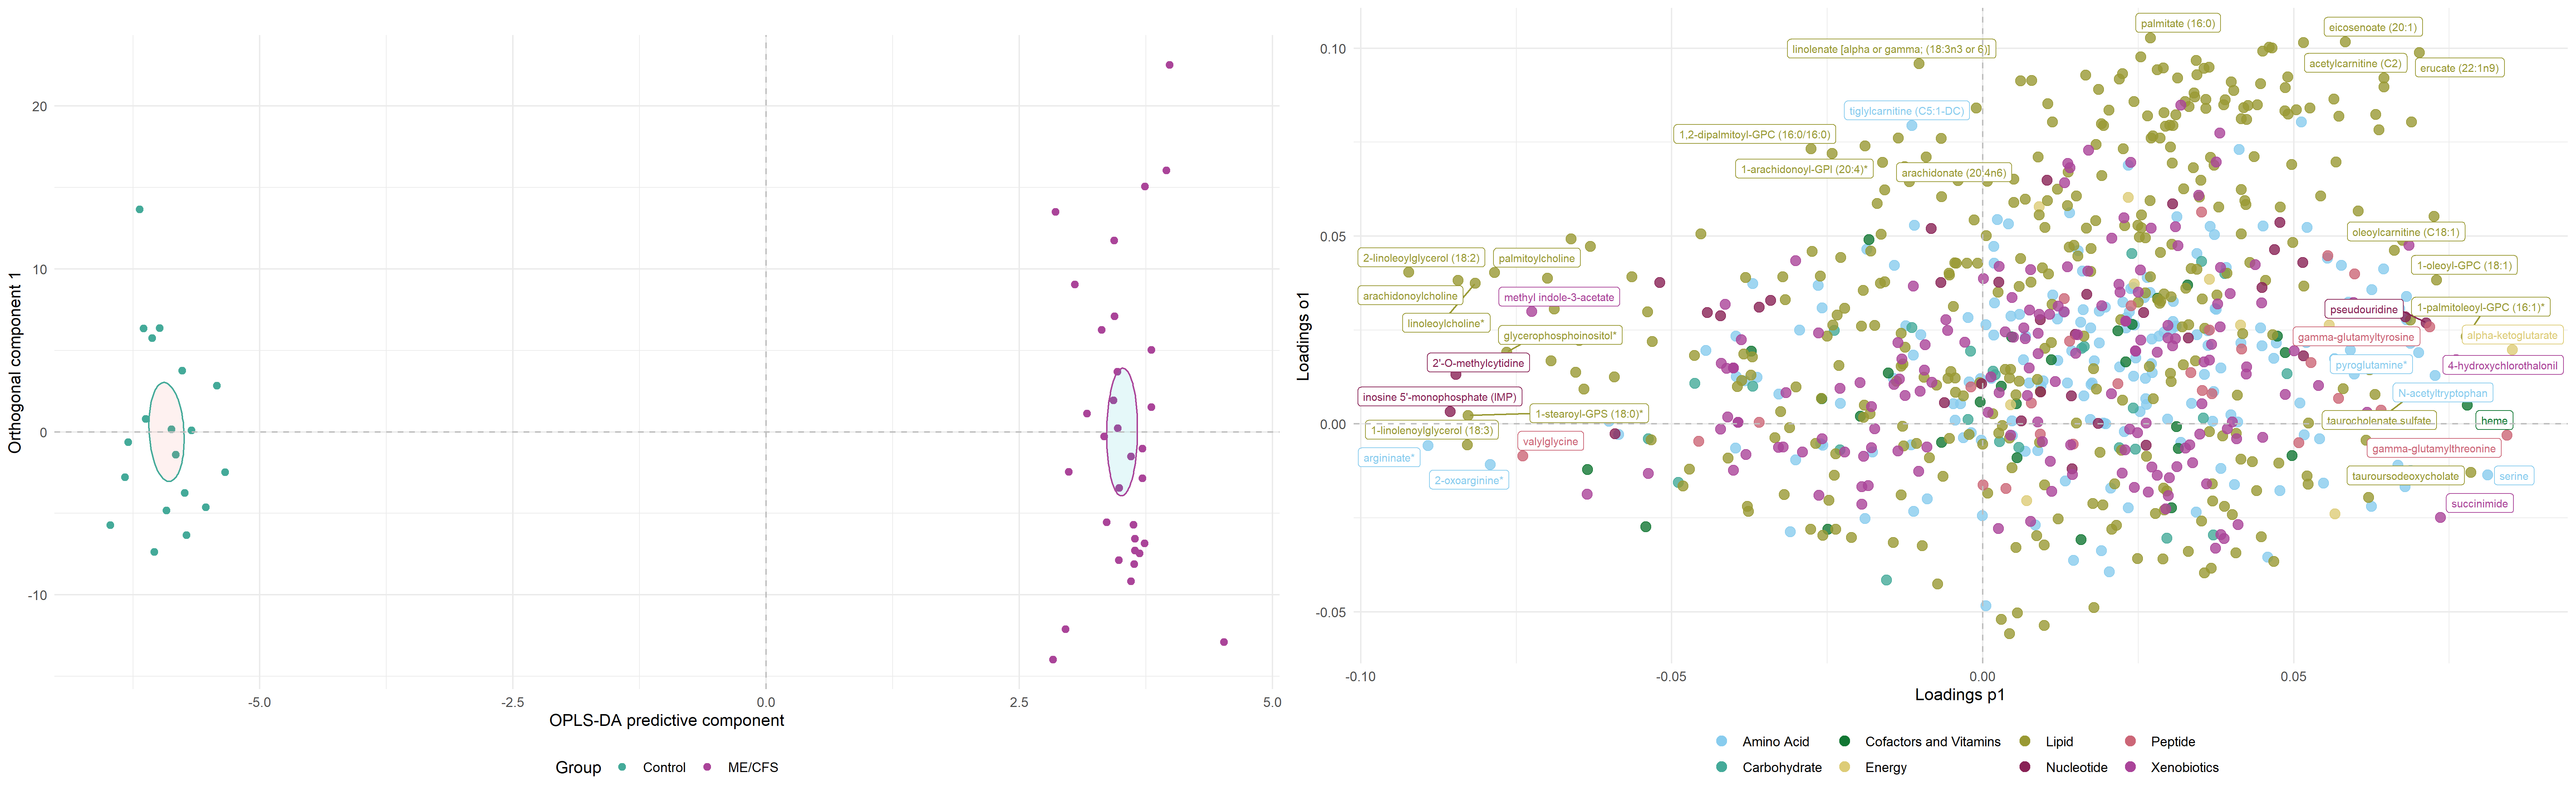 Orthogonal component 1
20
10
0
-10
-5.0
-2.5
0.0
2.5
5.0
OPLS-DA predictive component
Group
Control
ME/CFS
Loadings o1
0.10
0.05
0.00
-0.05
-0.10
-0.05
0.00
0.05
Loadings p1
palmitate (16:0)
eicosenoate (20:1)
linolenate [alpha or gamma; (18:3n3 or 6)]
acetylcarnitine (C2)
erucate (22:1n9)
tiglylcarnitine (C5:1-DC)
1,2-dipalmitoyl-GPC (16:0/16:0)
1-arachidonoyl-GPI (20:4)*
arachidonate (20:4n6)
oleoylcarnitine (C18:1)
2-linoleoylglycerol (18:2)
palmitoylcholine
1-oleoyl-GPC (18:1)
arachidonoylcholine
methyl indole-3-acetate
pseudouridine
1-palmitoleoyl-GPC (16:1)*
linoleoylcholine*
glycerophosphoinositol*
gamma-glutamyltyrosine
alpha-ketoglutarate
2'-O-methylcytidine
pyroglutamine*
4-hydroxychlorothalonil
inosine 5'-monophosphate (IMP)
N-acetyltryptophan
1-stearoyl-GPS (18:0)*
taurocholenate sulfate
heme
1-linolenoylglycerol (18:3)
valylglycine
gamma-glutamylthreonine
argininate*
2-oxoarginine*
tauroursodeoxycholate
serine
succinimide
Amino Acid
Cofactors and Vitamins
Lipid
Peptide
Carbohydrate
Energy
Nucleotide
Xenobiotics